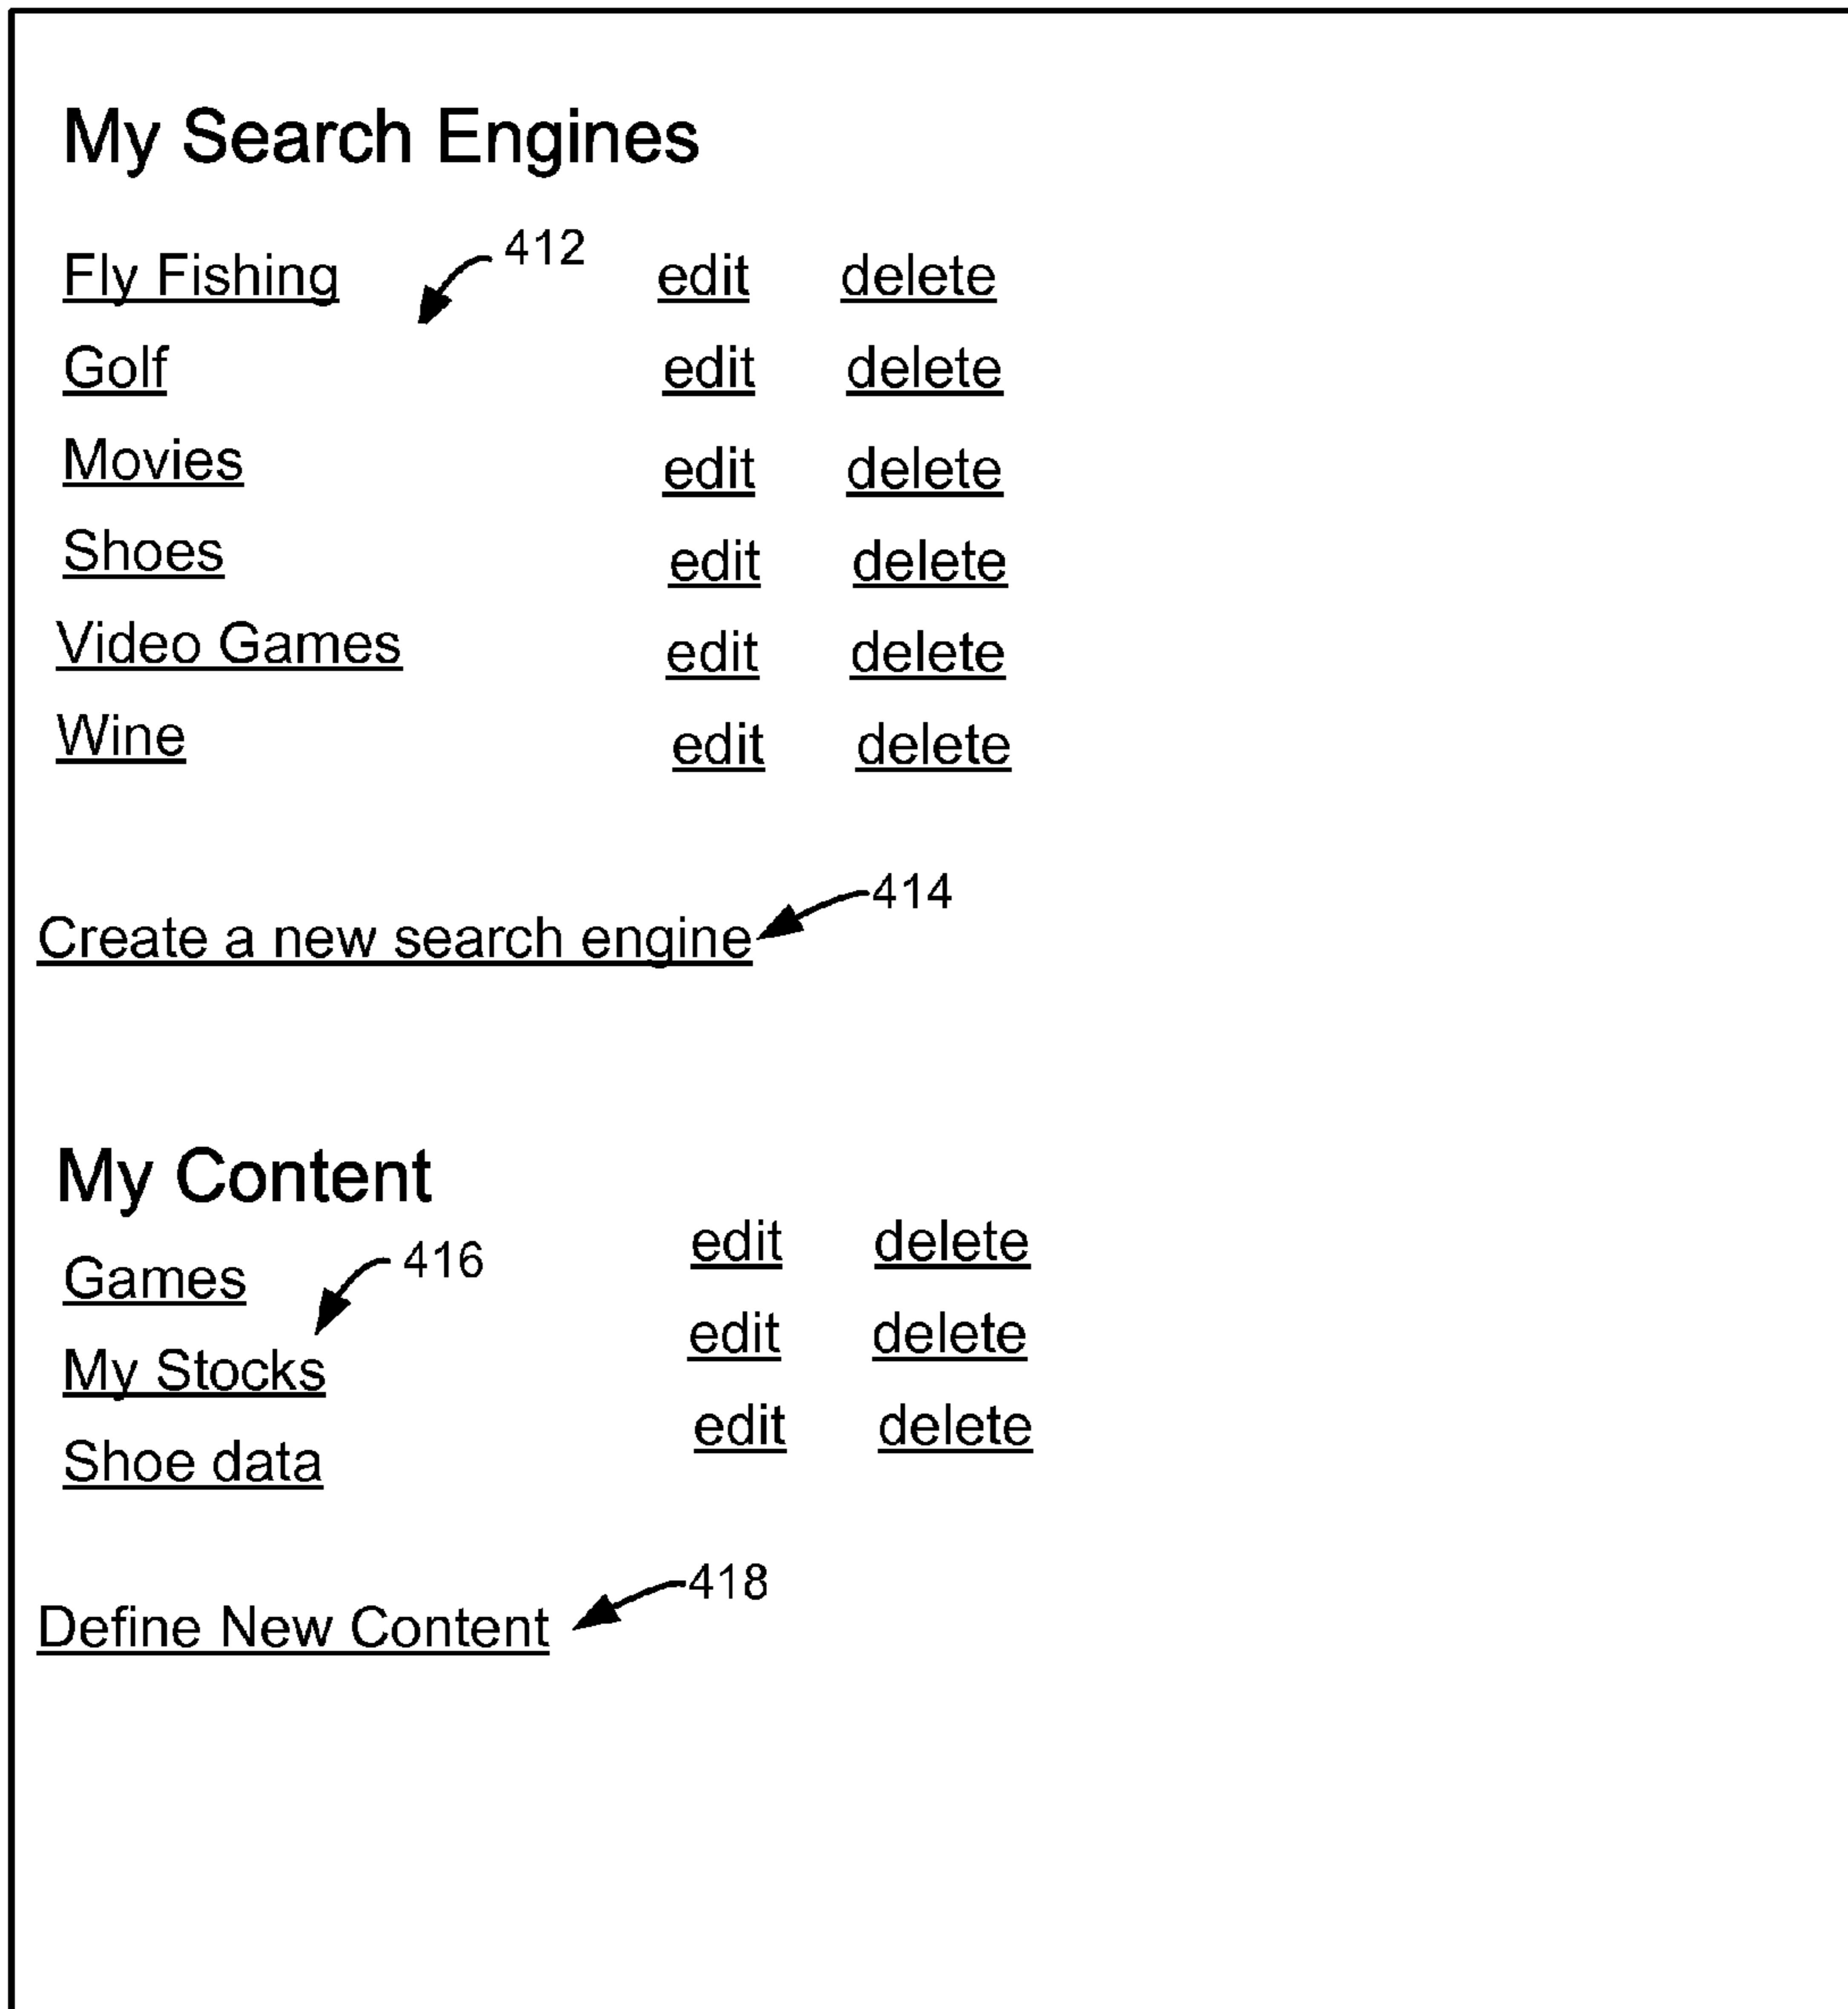 My Search Engines
412
Fly Fishing edit delete
Golf edit delete
Movies edit delete
Shoes edit delete
Video Games edit delete
Wine edit delete
414
Create a new search engine
My Content
416
Games edit delete
My Stocks edit delete
Shoe data edit delete
418
Define New Content